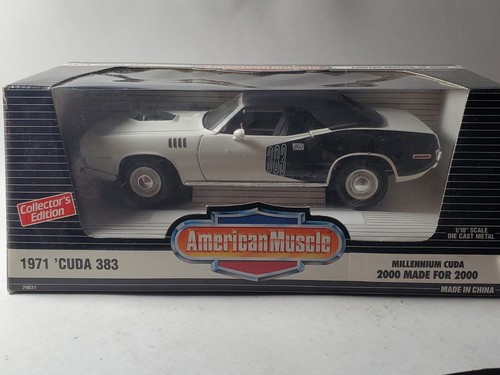 Collector's
Edition
383
American Muscle
1/18th SCALE
DIE CAST METAL
1971 'CUDA 383
MILLENNIUM CUDA
2000 MADE FOR 2000
MADE IN CHINA